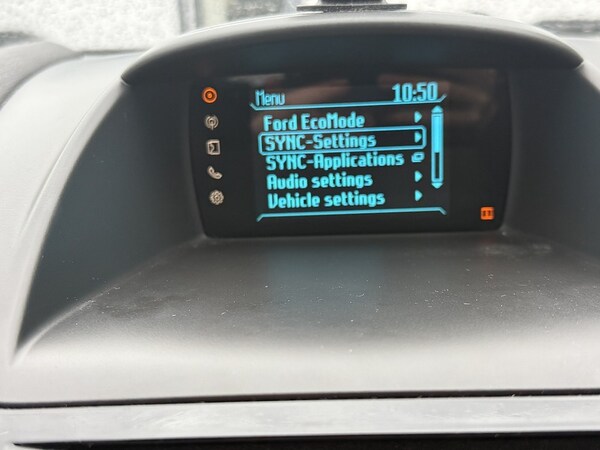 Menu 10:50
Ford EcoMode
SYNC-Settings
SYNC-Applications
Audio settings
Vehicle settings